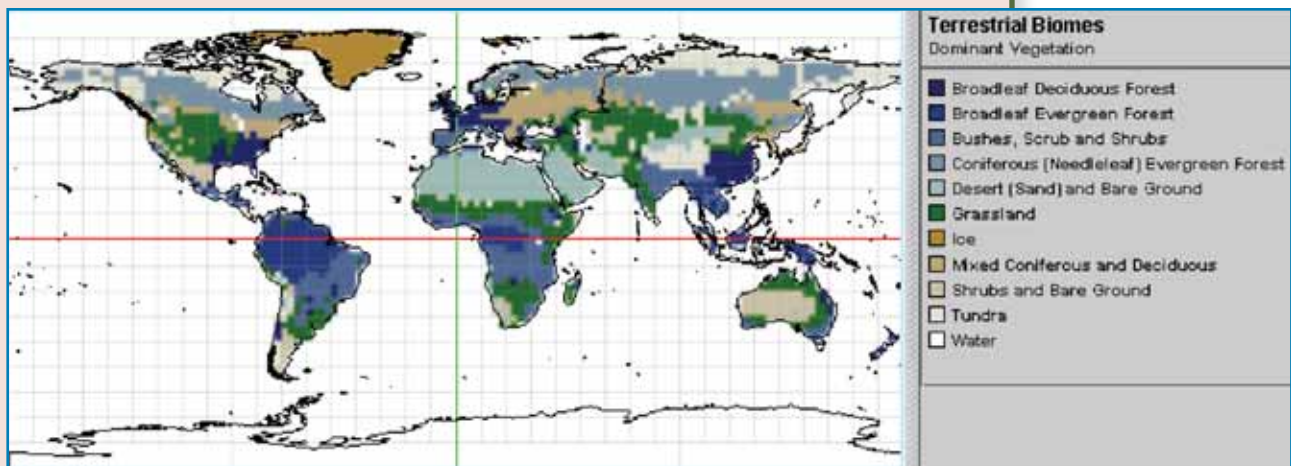 Terrestrial Biomes
Dominant Vegetation
Broadleaf Deciduous Forest
Broadleaf Evergreen Forest
Bushes, Scrub and Shrubs
Coniferous (Needleleaf) Evergreen Forest
Desert (Sand) and Bare Ground
Grassland
Ice
Mixed Coniferous and Deciduous
Shrubs and Bare Ground
Tundra
Water